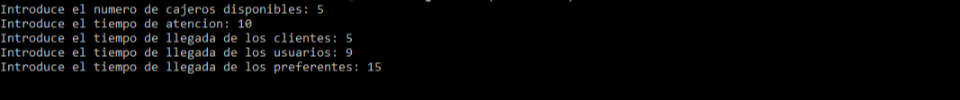 Introduce el numero de cajeros disponibles: 5
Introduce el tiempo de atencion: 10
Introduce el tiempo de llegada de los clientes: 5
Introduce el tiempo de llegada de los usuarios: 9
Introduce el tiempo de llegada de los preferentes: 15